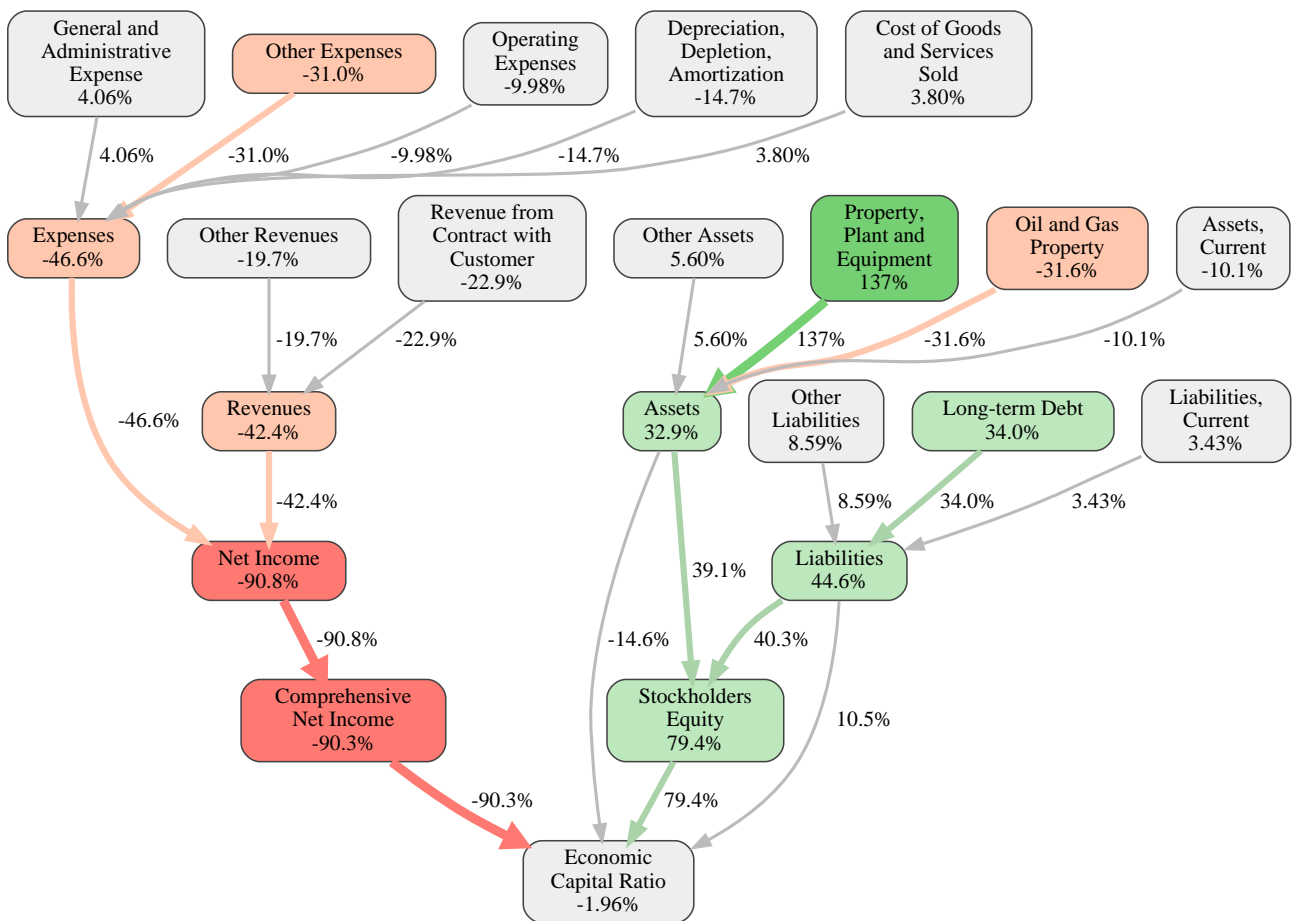 General and
Administrative
Expense
4.06%
Other Expenses
-31.0%
Operating
Expenses
-9.98%
Depreciation,
Depletion,
Amortization
-14.7%
Cost of Goods
and Services
Sold
3.80%
4.06%
-31.0%
-9.98%
-14.7%
3.80%
Expenses
-46.6%
Other Revenues
-19.7%
Revenue from
Contract with
Customer
-22.9%
Other Assets
5.60%
Property,
Plant and
Equipment
137%
Oil and Gas
Property
-31.6%
Assets,
Current
-10.1%
-19.7%
-22.9%
5.60%
137%
-31.6%
-10.1%
-46.6%
Revenues
-42.4%
Assets
32.9%
Other
Liabilities
8.59%
Long-term Debt
34.0%
Liabilities,
Current
3.43%
-42.4%
8.59%
34.0%
3.43%
Net Income
-90.8%
39.1%
Liabilities
44.6%
-90.8%
-14.6%
40.3%
Comprehensive
Net Income
-90.3%
Stockholders
Equity
79.4%
10.5%
-90.3%
79.4%
Economic
Capital Ratio
-1.96%